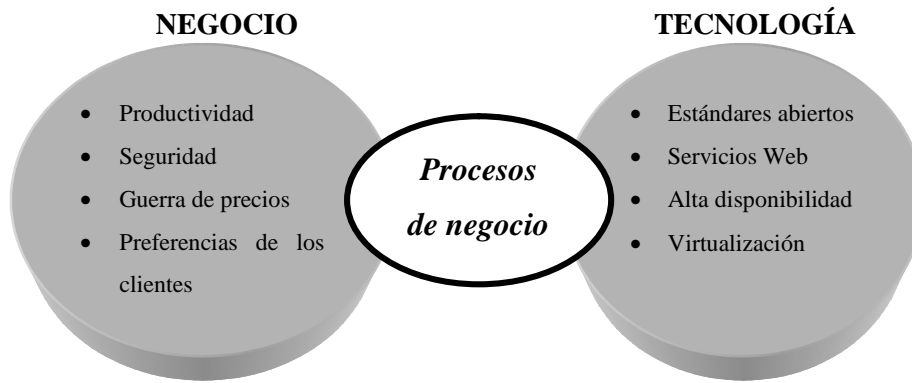 NEGOCIO
• Productividad
• Seguridad
• Guerra de precios
• Preferencias de los
clientes
Procesos
de negocio
TECNOLOGÍA
• Estándares abiertos
• Servicios Web
• Alta disponibilidad
• Virtualización